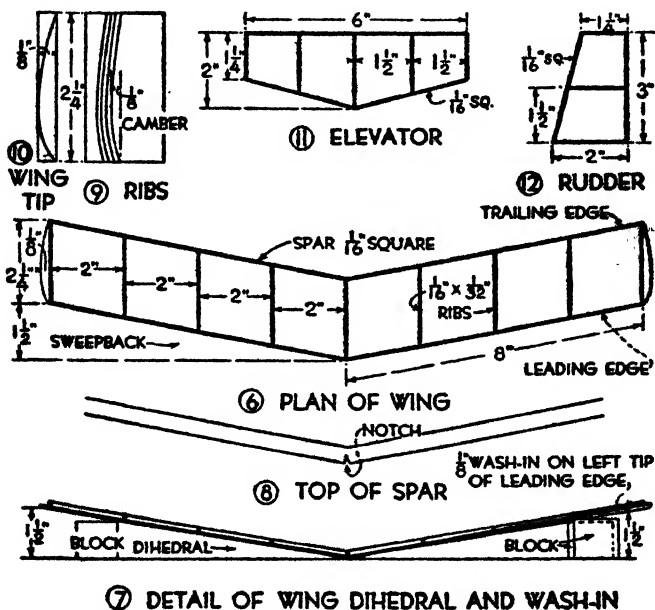 6"
1 1/4"
1/8"
2 1/4"
1/8"
CAMBER
2"
1 1/4"
1 1/2"
1 1/2"
1/16" SQ.
1/16" SQ.
1 1/2"
3"
2"
⑪ ELEVATOR
⑩
WING
TIP
⑨ RIBS
⑫ RUDDER
TRAILING EDGE
SPAR 1/16" SQUARE
1/8"
2 1/4"
2"
2"
2"
2"
1/16" x 1/32"
RIBS
1 1/2"
SWEEPBACK
8"
LEADING EDGE
⑥ PLAN OF WING
NOTCH
⑧ TOP OF SPAR
1/8" WASH-IN ON LEFT TIP
OF LEADING EDGE,
1 1/2"
BLOCK
DIHEDRAL
BLOCK
1 1/2"
⑦ DETAIL OF WING DIHEDRAL AND WASH-IN